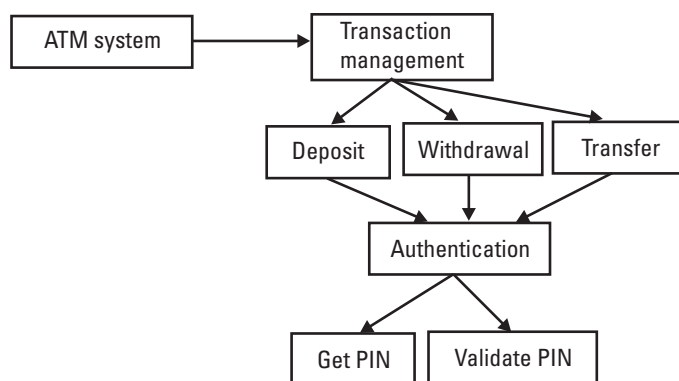 ATM system
Transaction
management
Deposit
Withdrawal
Transfer
Authentication
Get PIN
Validate PIN